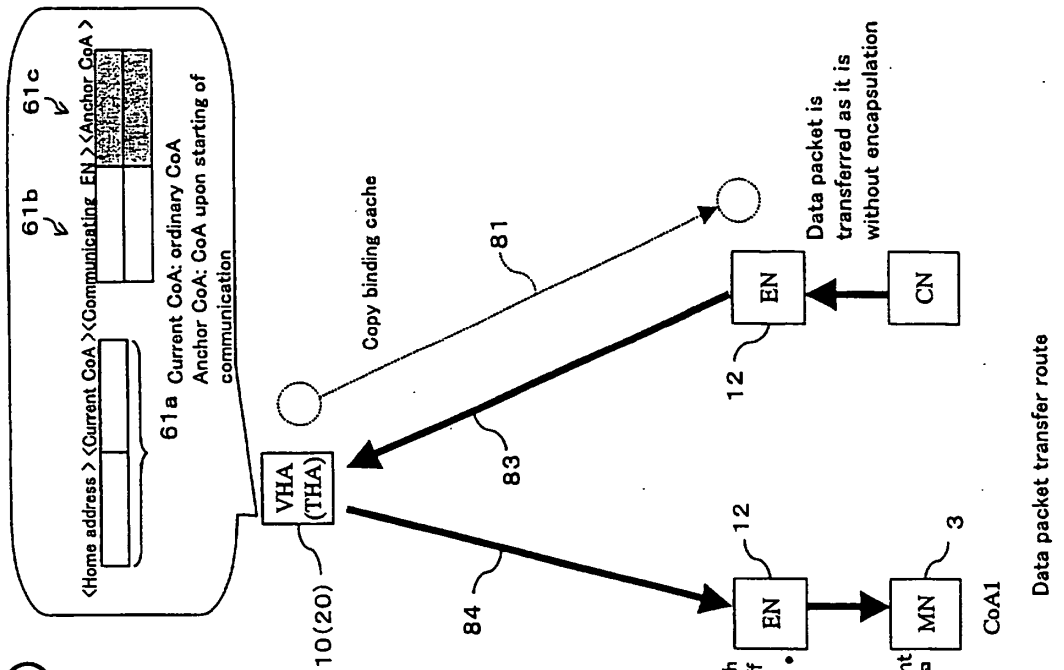 <Home address> <Current CoA> <Communicating EN> <Anchor CoA>
61a
61b
61c
Current CoA: ordinary CoA
Anchor CoA: CoA upon starting of
communication
VHA
(THA)
10(20)
Copy binding cache
81
83
84
EN
12
EN
12
CN
MN
3
CoA1
Data packet is
transferred as it is
without encapsulation
Data packet transfer route